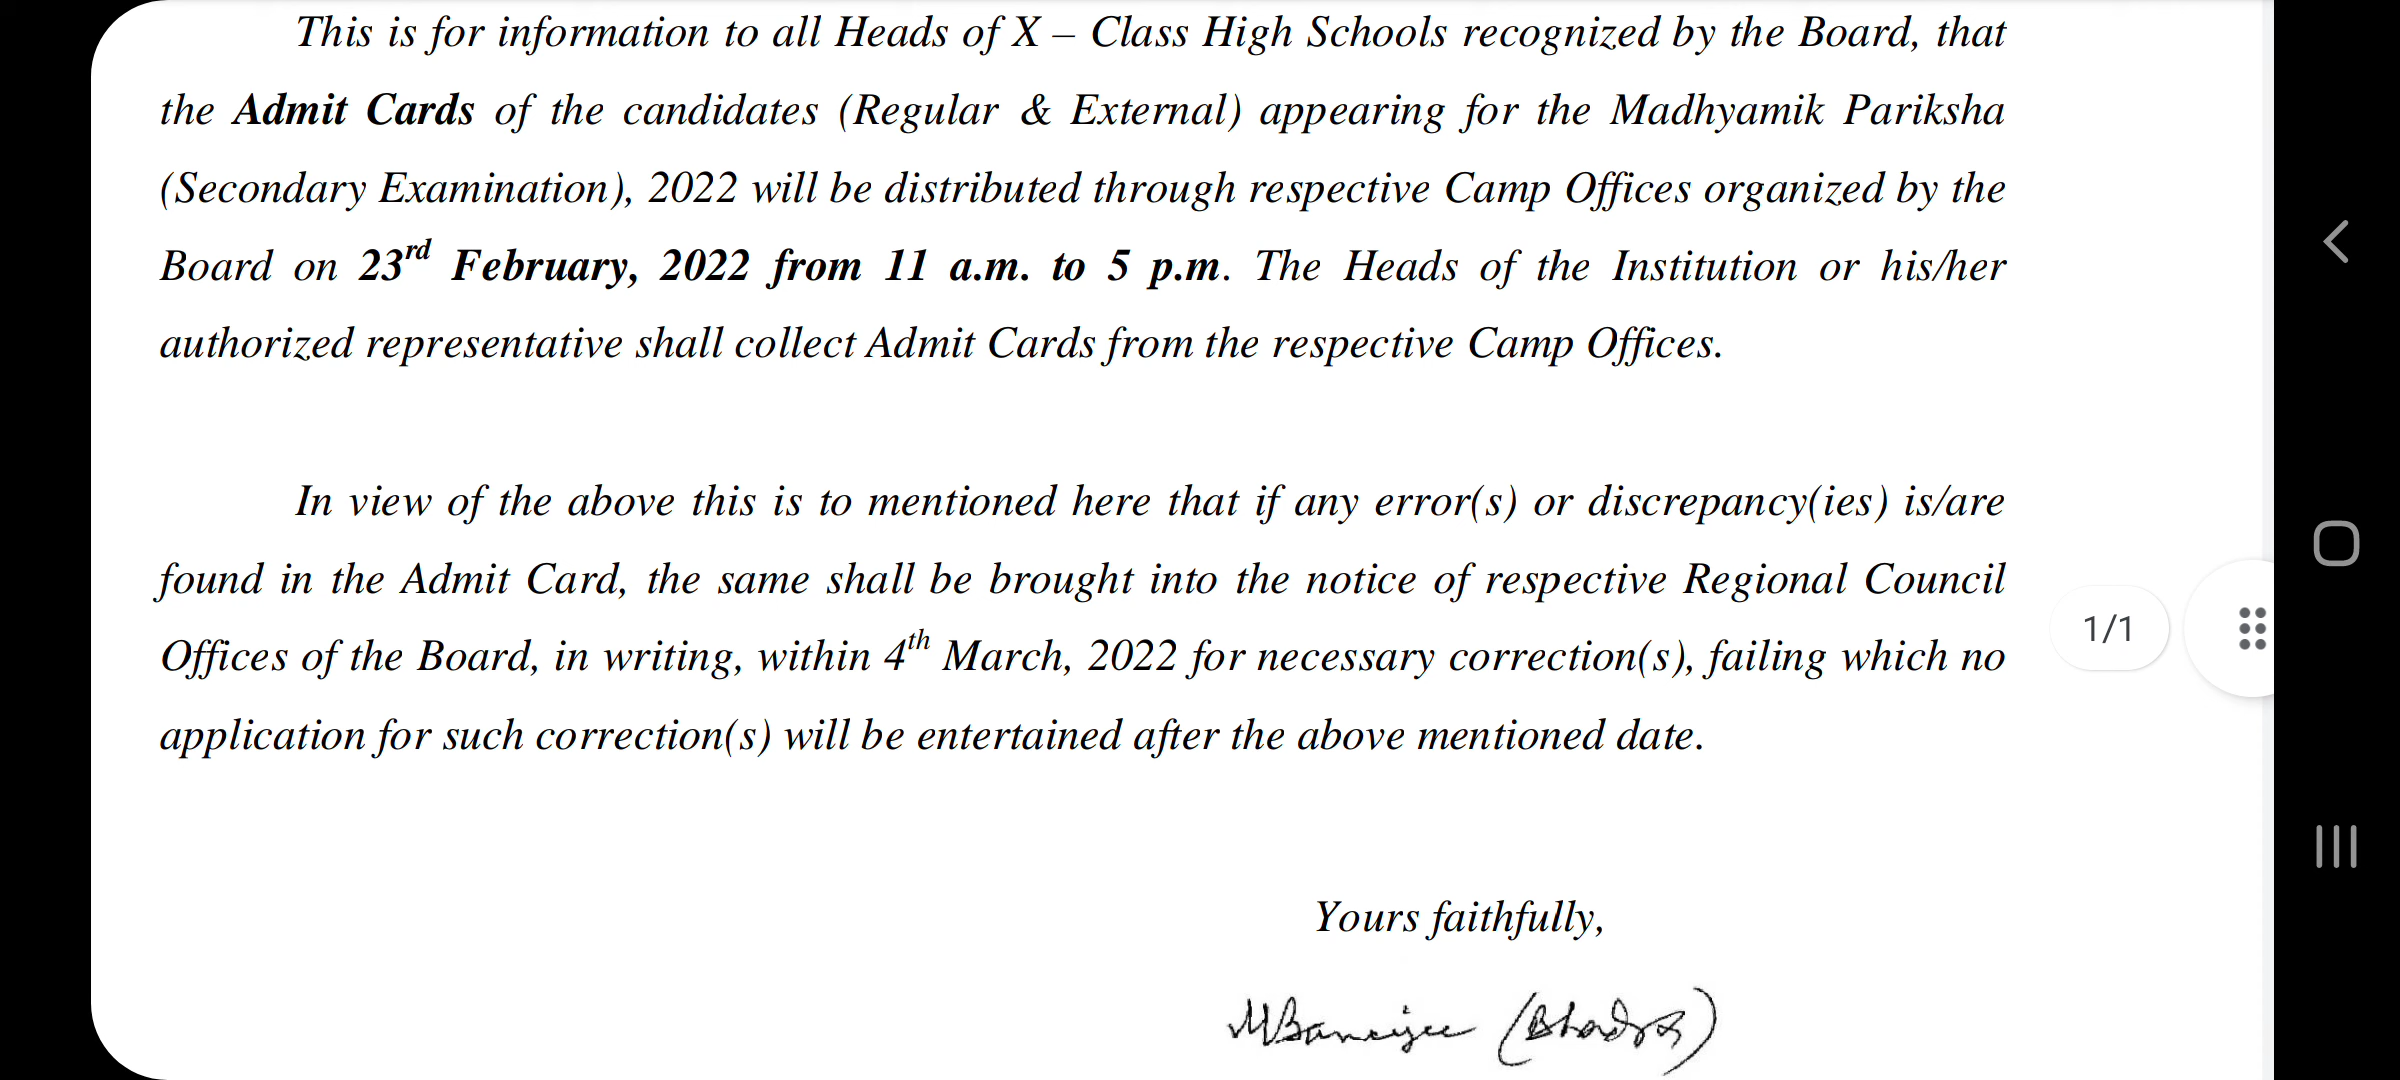 This is for information to all Heads of X – Class High Schools recognized by the Board, that
the Admit Cards of the candidates (Regular & External) appearing for the Madhyamik Pariksha
(Secondary Examination), 2022 will be distributed through respective Camp Offices organized by the
Board on 23rd February, 2022 from 11 a.m. to 5 p.m. The Heads of the Institution or his/her
authorized representative shall collect Admit Cards from the respective Camp Offices.
In view of the above this is to mentioned here that if any error(s) or discrepancy(ies) is/are
found in the Admit Card, the same shall be brought into the notice of respective Regional Council
Offices of the Board, in writing, within 4th March, 2022 for necessary correction(s), failing which no
application for such correction(s) will be entertained after the above mentioned date.
1/1
Yours faithfully,
MBanerjee (Bhadra)